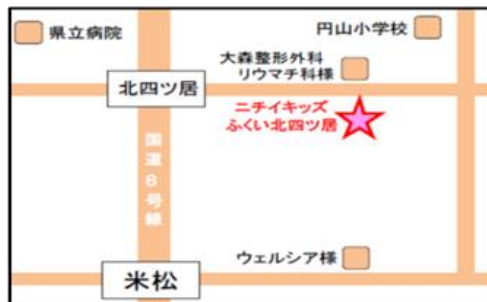 県立病院
円山小学校
大森整形外科
リウマチ科様
北四ツ居
ニチイキッズ
ふくい北四ツ居
国道8号線
ウェルシア様
米松